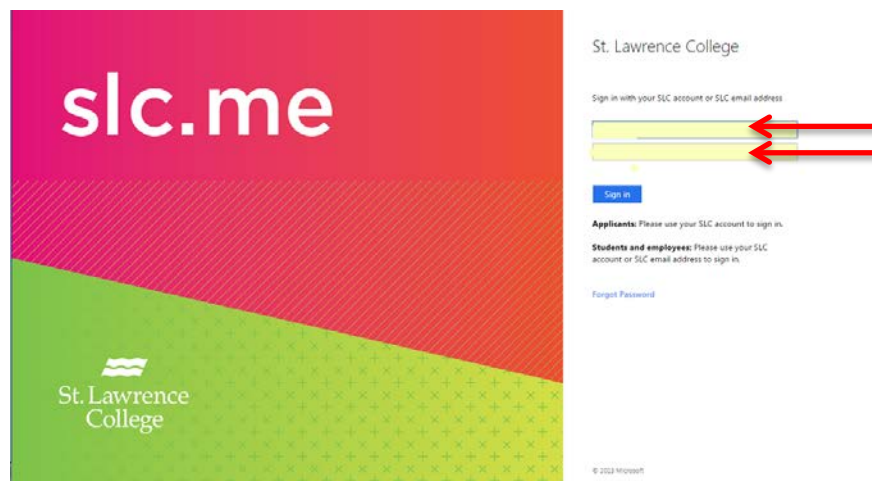 slc.me
St. Lawrence
College
St. Lawrence College
Sign in with your SLC account or SLC email address
Sign in
Applicants: Please use your SLC account to sign in.
Students and employees: Please use your SLC
account or SLC email address to sign in.
Forgot Password
© 2013 Microsoft